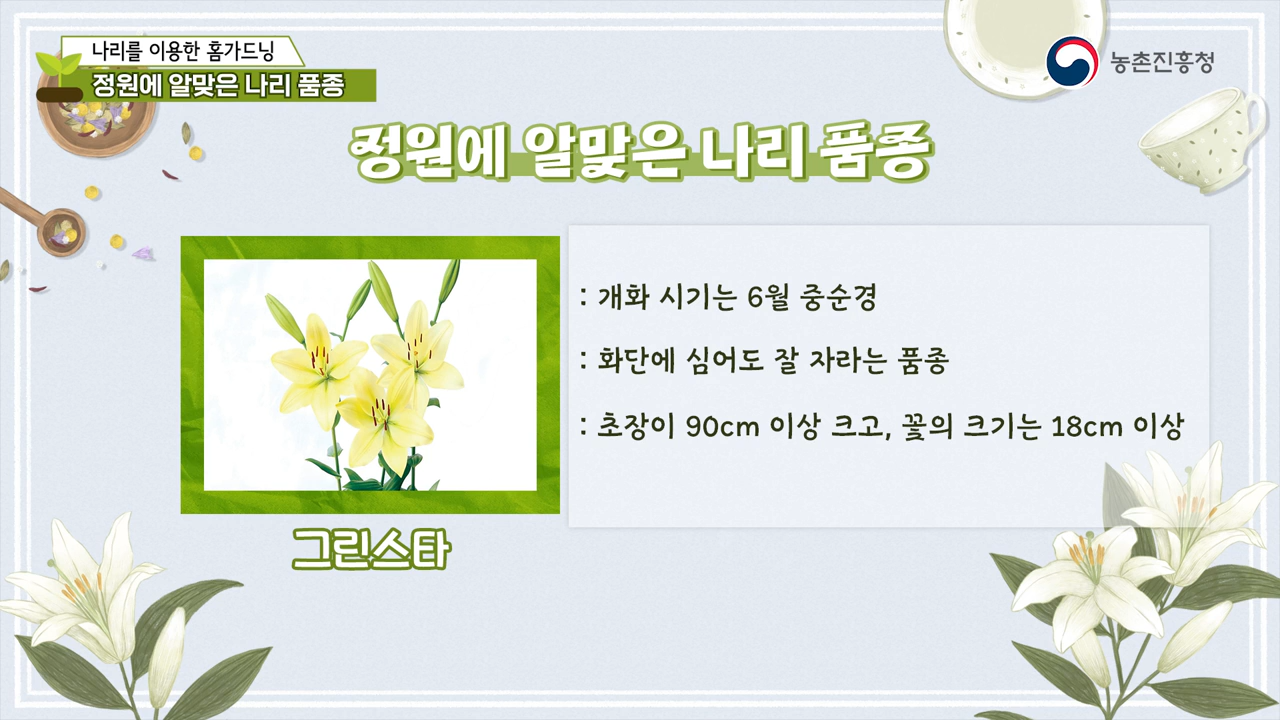 나리를 이용한 홈가드닝
정원에 알맞은 나리 품종
농촌진흥청
정원에 알맞은 나리 품종
: 개화 시기는 6월 중순경
: 화단에 심어도 잘 자라는 품종
: 초장이 90cm 이상 크고, 꽃의 크기는 18cm 이상
그린스타